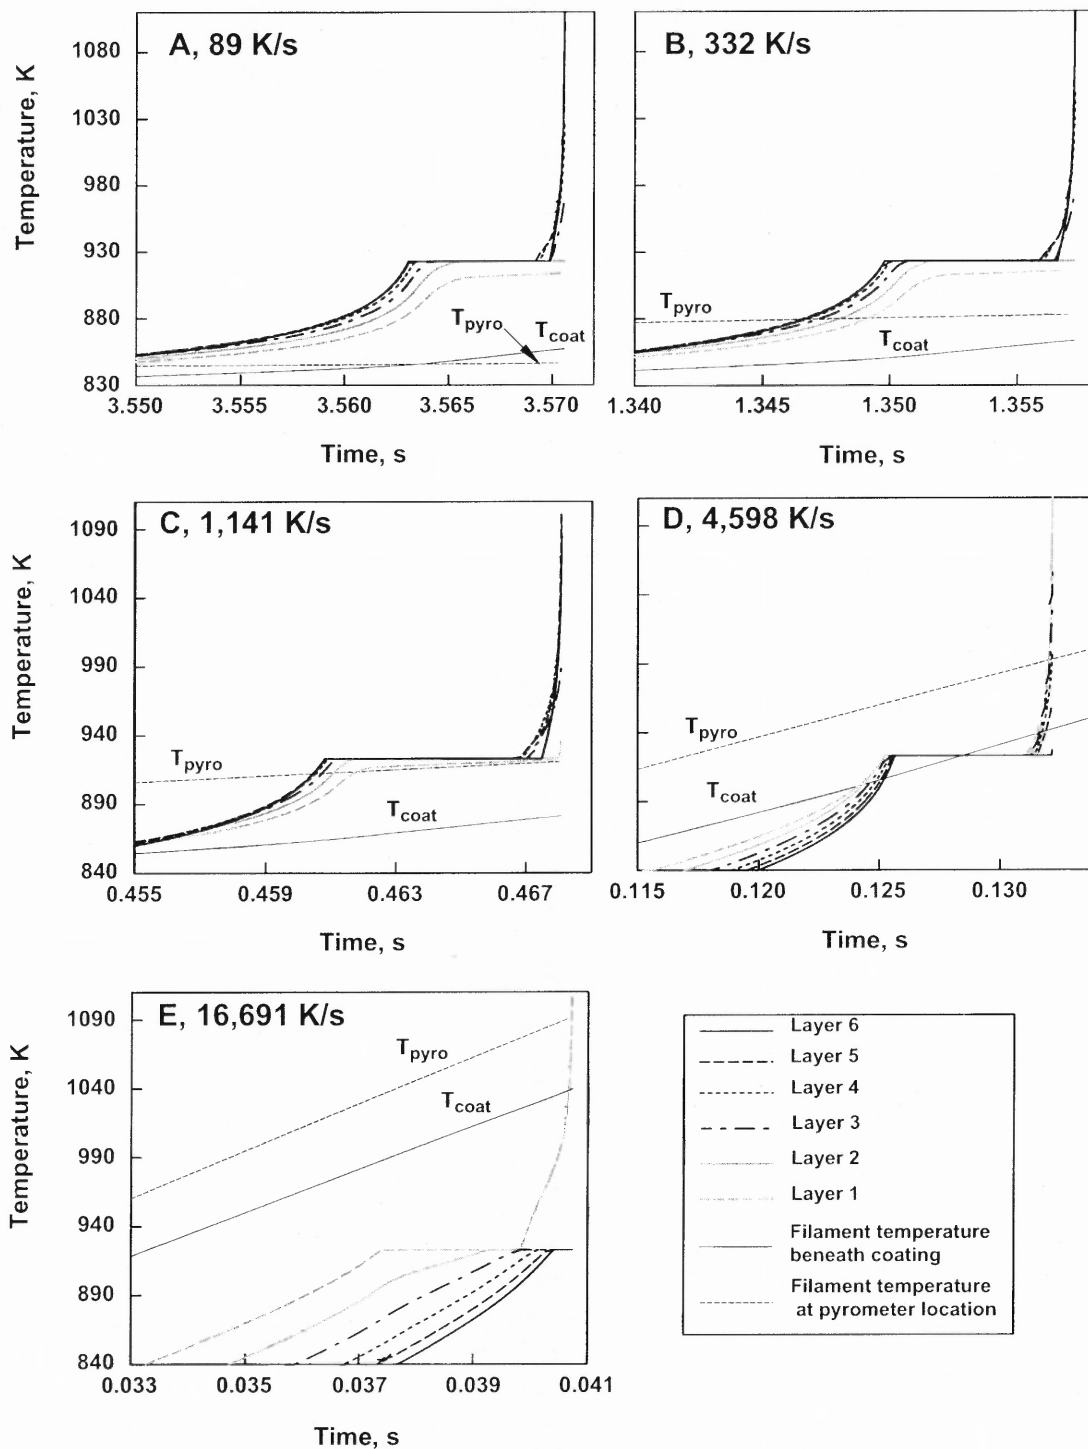 A, 89 K/s
Temperature, K
1080
1030
980
930
880
830
T_pyro
T_coat
3.550 3.555 3.560 3.565 3.570
Time, s
B, 332 K/s
T_pyro
T_coat
1.340 1.345 1.350 1.355
Time, s
C, 1,141 K/s
Temperature, K
1090
1040
990
940
890
840
T_pyro
T_coat
0.455 0.459 0.463 0.467
Time, s
D, 4,598 K/s
T_pyro
T_coat
0.115 0.120 0.125 0.130
Time, s
E, 16,691 K/s
Temperature, K
1090
1040
990
940
890
840
T_pyro
T_coat
0.033 0.035 0.037 0.039 0.041
Time, s
Layer 6
Layer 5
Layer 4
Layer 3
Layer 2
Layer 1
Filament temperature
beneath coating
Filament temperature
at pyrometer location